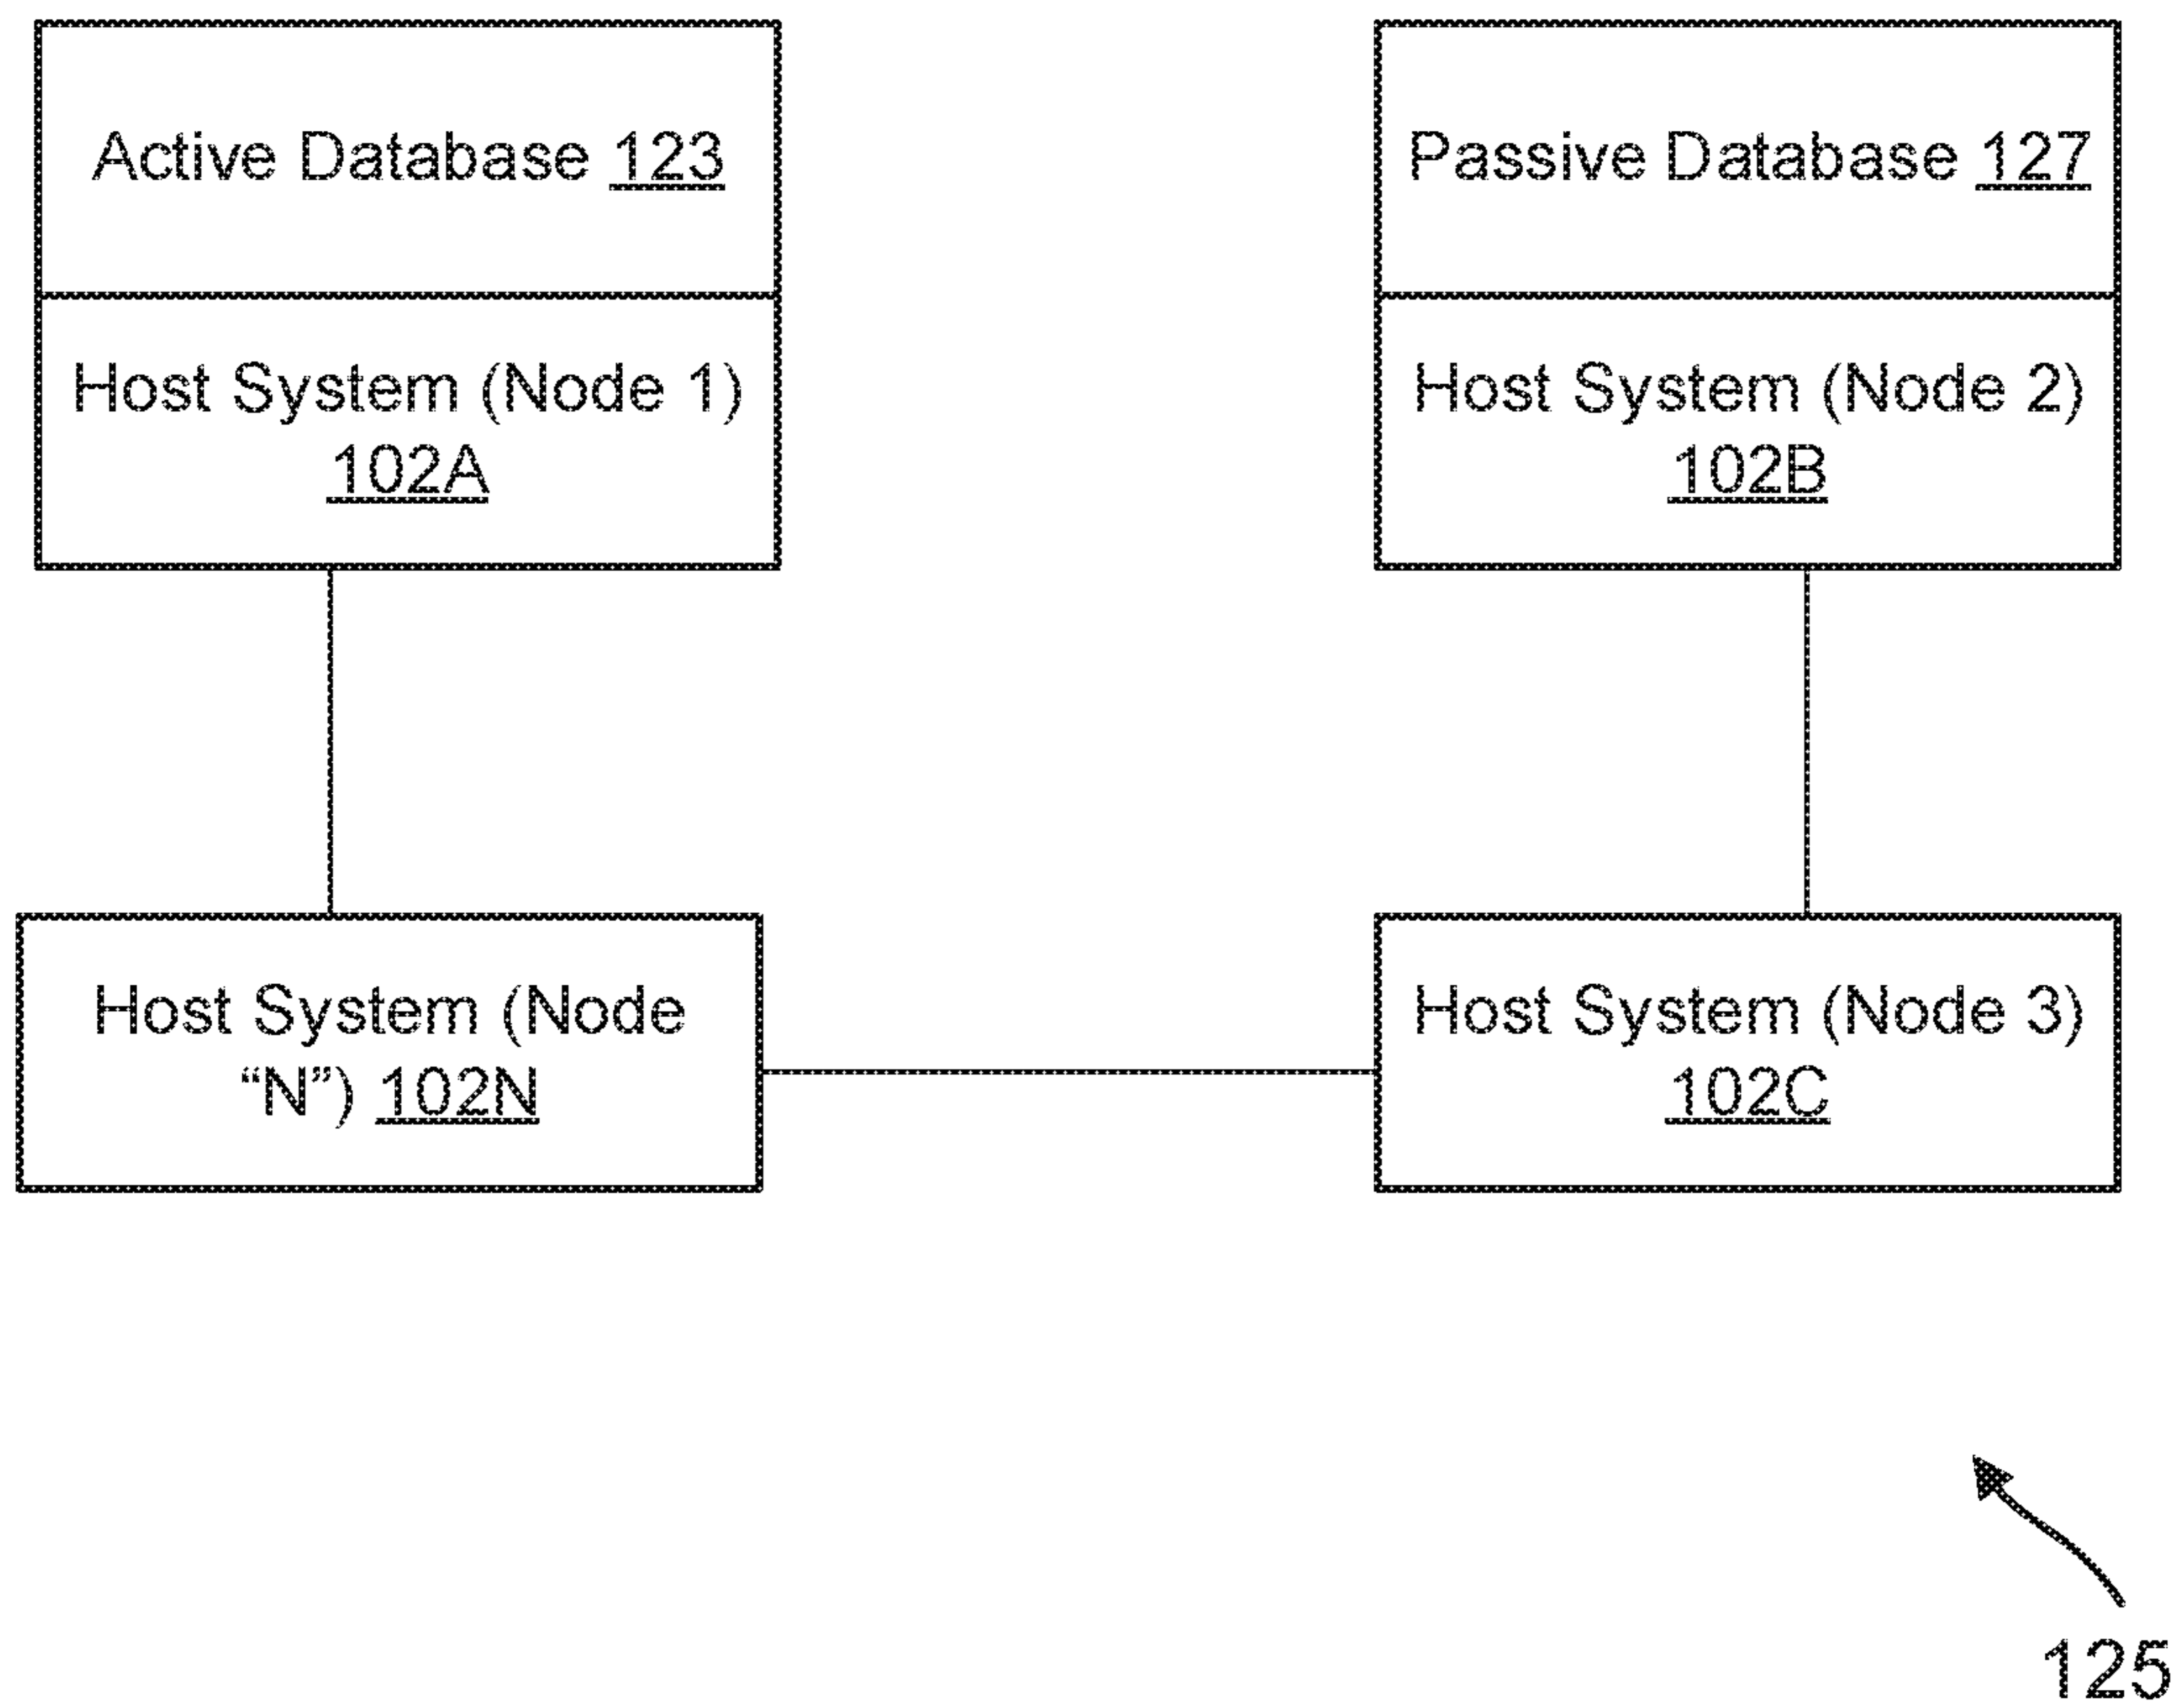 Active Database 123
Host System (Node 1)
102A
Passive Database 127
Host System (Node 2)
102B
Host System (Node
“N”) 102N
Host System (Node 3)
102C
125